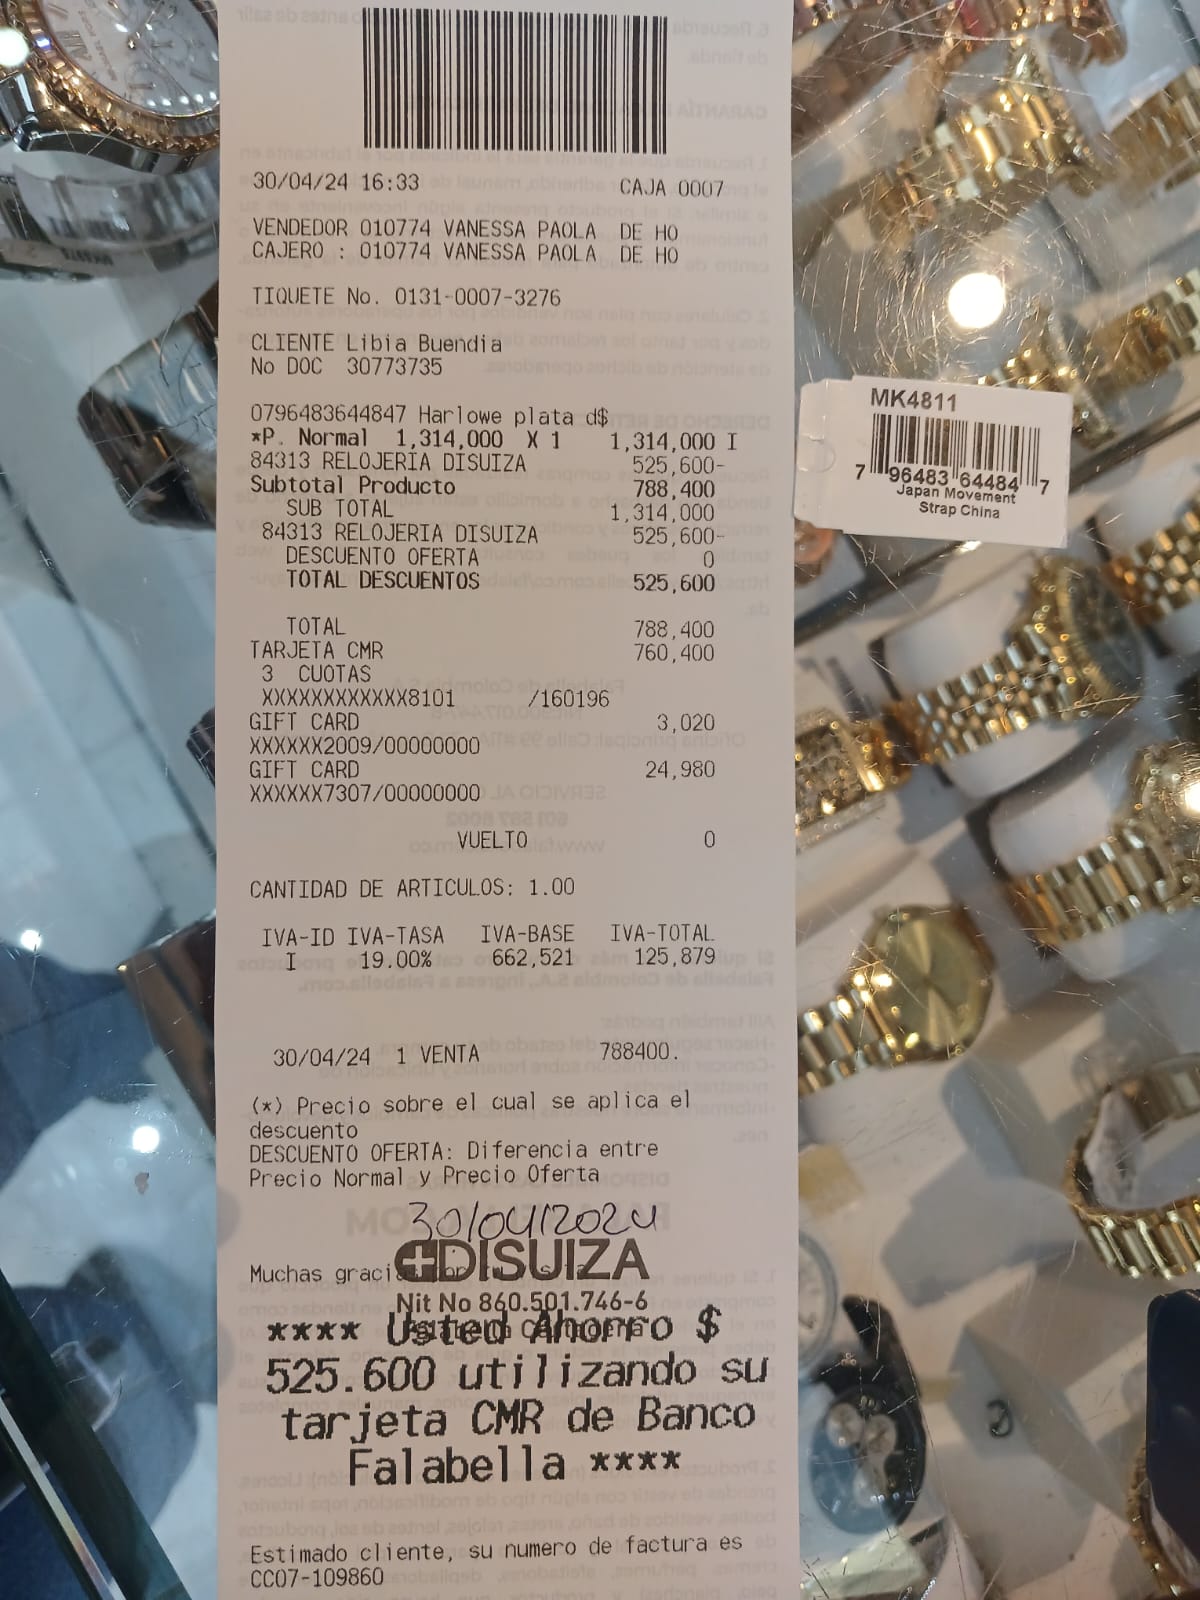 30/04/24 16:33 CAJA 0007
VENDEDOR 010774 VANESSA PAOLA DE HO
CAJERO : 010774 VANESSA PAOLA DE HO
TIQUETE No. 0131-0007-3276
CLIENTE Libia Buendia
No DOC 30773735
0796483644847 Harlowe plata d$
*P. Normal 1,314,000 X 1 1,314,000 I
84313 RELOJERIA DISUIZA 525,600-
Subtotal Producto 788,400
SUB TOTAL 1,314,000
84313 RELOJERIA DISUIZA 525,600-
DESCUENTO OFERTA 0
TOTAL DESCUENTOS 525,600
TOTAL 788,400
TARJETA CMR 760,400
3 CUOTAS
XXXXXXXXXXXX8101 /160196
GIFT CARD 3,020
XXXXXX2009/00000000
GIFT CARD 24,980
XXXXXX7307/00000000
VUELTO 0
CANTIDAD DE ARTICULOS: 1.00
IVA-ID IVA-TASA IVA-BASE IVA-TOTAL
I 19.00% 662,521 125,879
30/04/24 1 VENTA 788400.
(*) Precio sobre el cual se aplica el
descuento
DESCUENTO OFERTA: Diferencia entre
Precio Normal y Precio Oferta
30/04/2024
DISUIZA
Muchas gracias por tu
Nit No 860.501.746-6
Falabella Cartagena
**** Usted Ahorro $
525.600 utilizando su
tarjeta CMR de Banco
Falabella ****
Estimado cliente, su numero de factura es
CC07-109860
MK4811
7 96483 64484 7
Japan Movement
Strap China